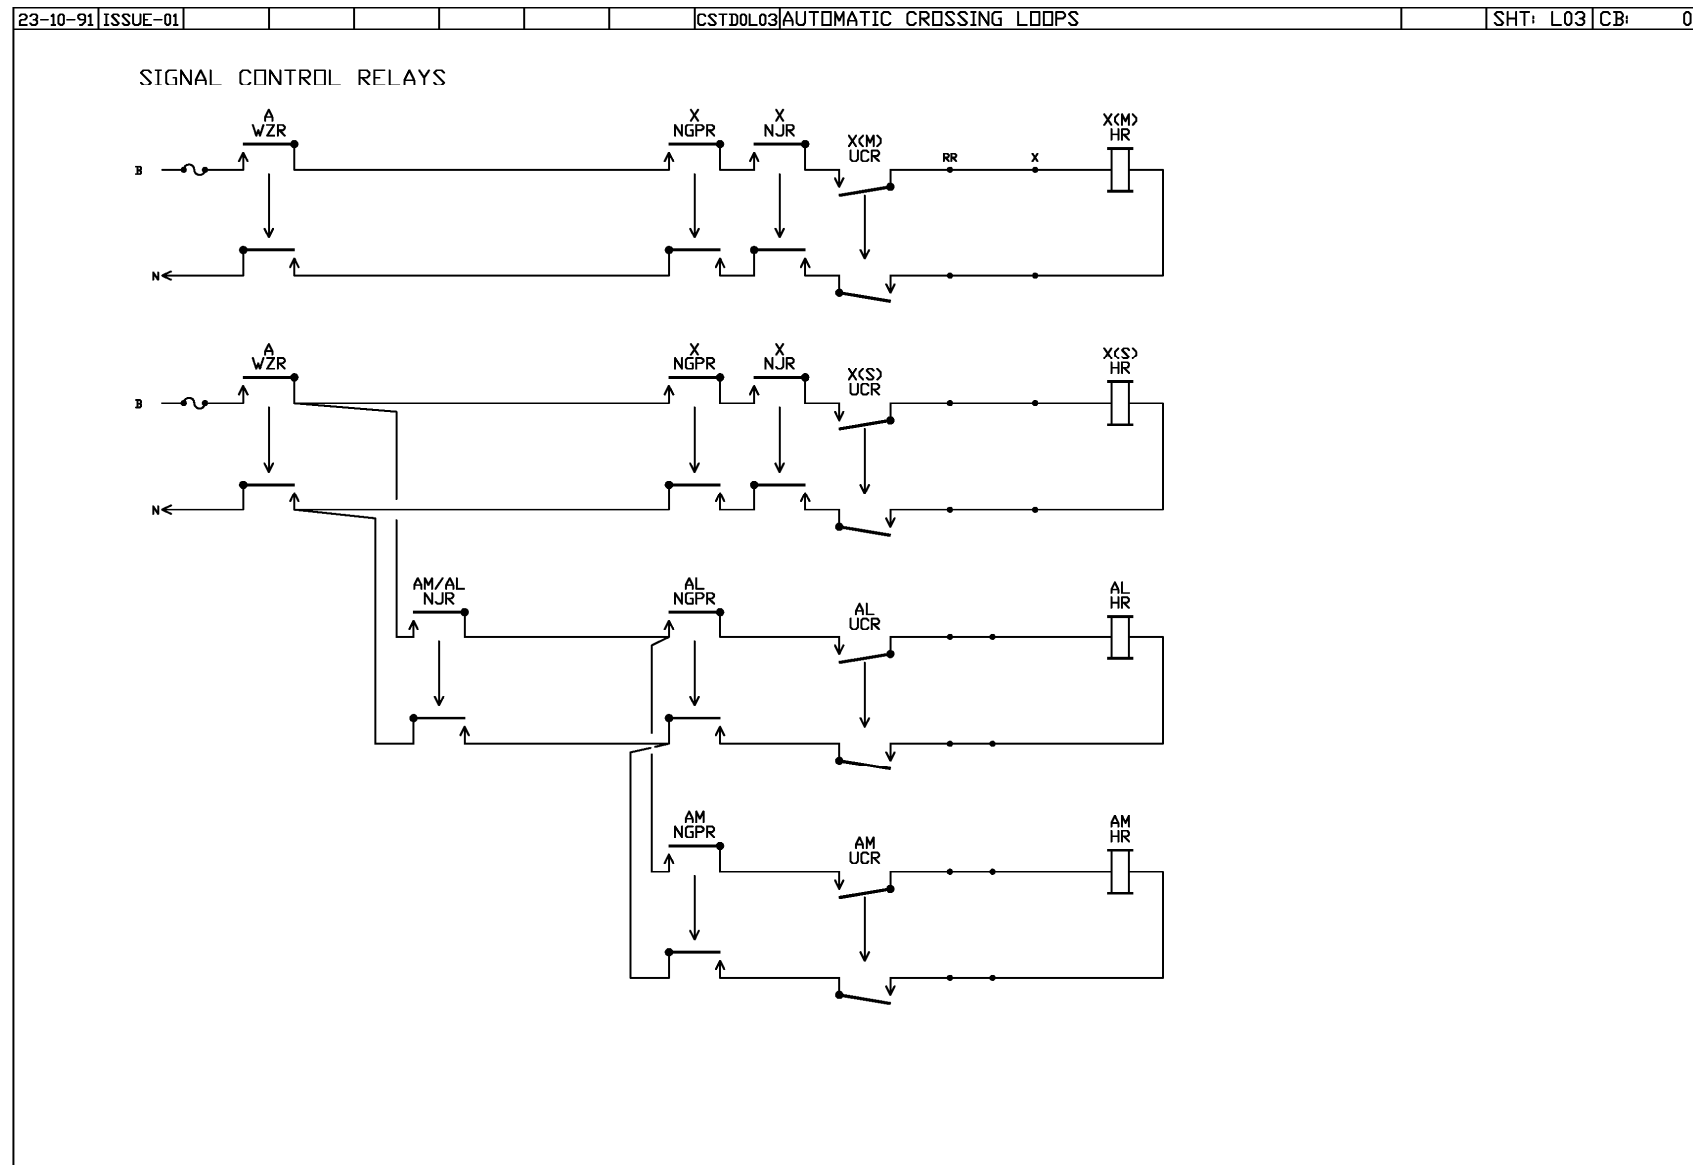 23-10-91 ISSUE-01 CSTD0L03 AUTOMATIC CROSSING LOOPS SHT: L03 CB: 0
SIGNAL CONTROL RELAYS
A
WZR
X
NGPR
X
NJR
X(M)
UCR
X(M)
HR
B
RR
X
N
A
WZR
X
NGPR
X
NJR
X(S)
UCR
X(S)
HR
B
N
AM/AL
NJR
AL
NGPR
AL
UCR
AL
HR
AM
NGPR
AM
UCR
AM
HR